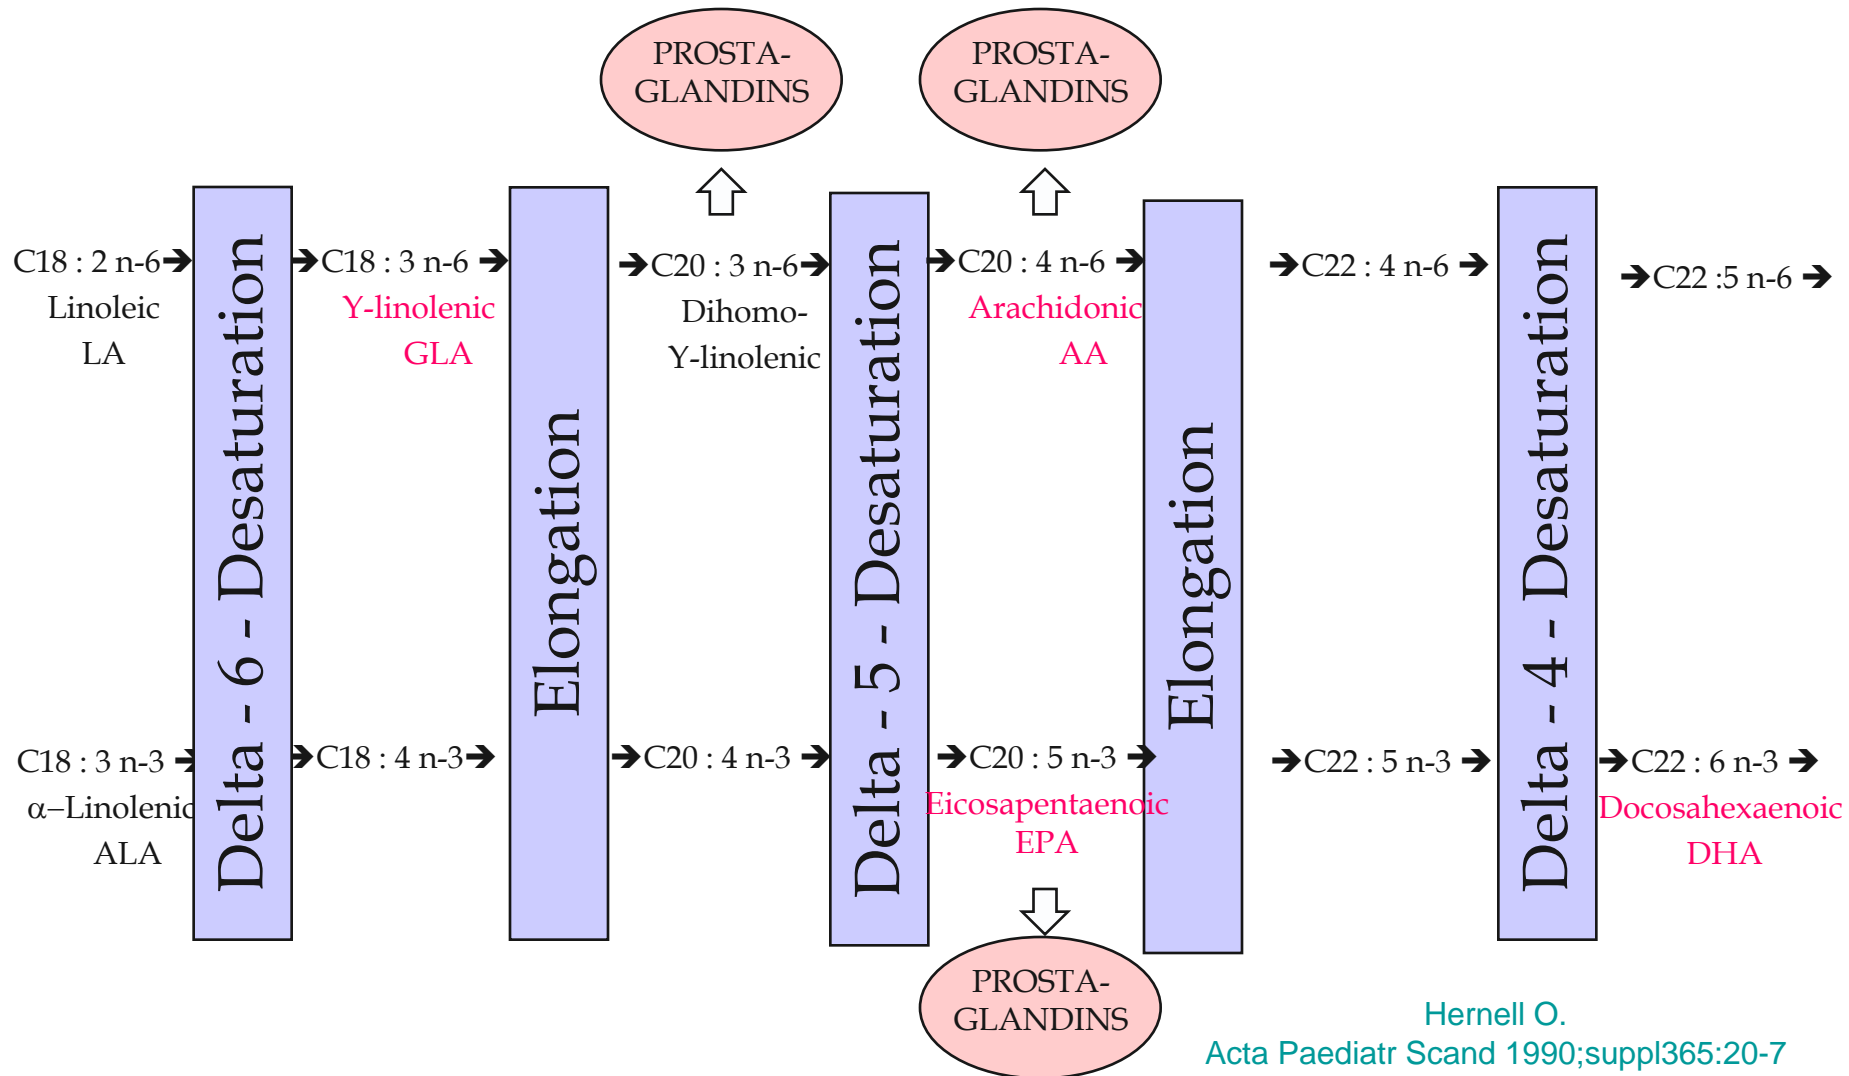 PROSTA-
GLANDINS
PROSTA-
GLANDINS
C18 : 2 n-6
Linoleic
LA
Delta - 6 - Desaturation
C18 : 3 n-6
Y-linolenic
GLA
Elongation
C20 : 3 n-6
Dihomo-
Y-linolenic
Delta - 5 - Desaturation
C20 : 4 n-6
Arachidonic
AA
Elongation
C22 : 4 n-6
Delta - 4 - Desaturation
C22 :5 n-6
C18 : 3 n-3
α–Linolenic
ALA
C18 : 4 n-3
C20 : 4 n-3
C20 : 5 n-3
Eicosapentaenoic
EPA
C22 : 5 n-3
C22 : 6 n-3
Docosahexaenoic
DHA
PROSTA-
GLANDINS
Hernell O.
Acta Paediatr Scand 1990;suppl365:20-7